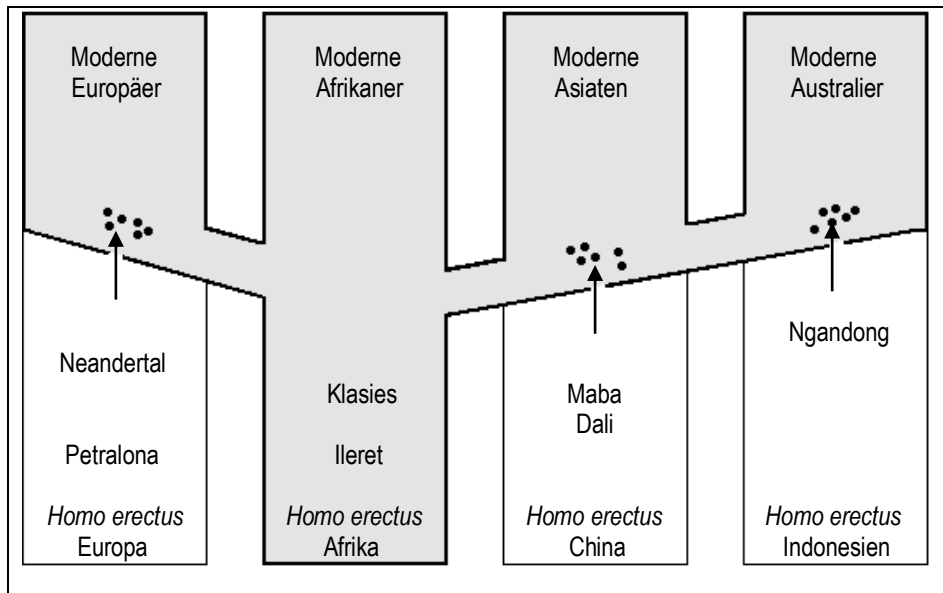 Moderne
Europäer
Moderne
Afrikaner
Moderne
Asiaten
Moderne
Australier
Neandertal
Petralona
Homo erectus
Europa
Klasies
Ileret
Homo erectus
Afrika
Maba
Dali
Homo erectus
China
Ngandong
Homo erectus
Indonesien